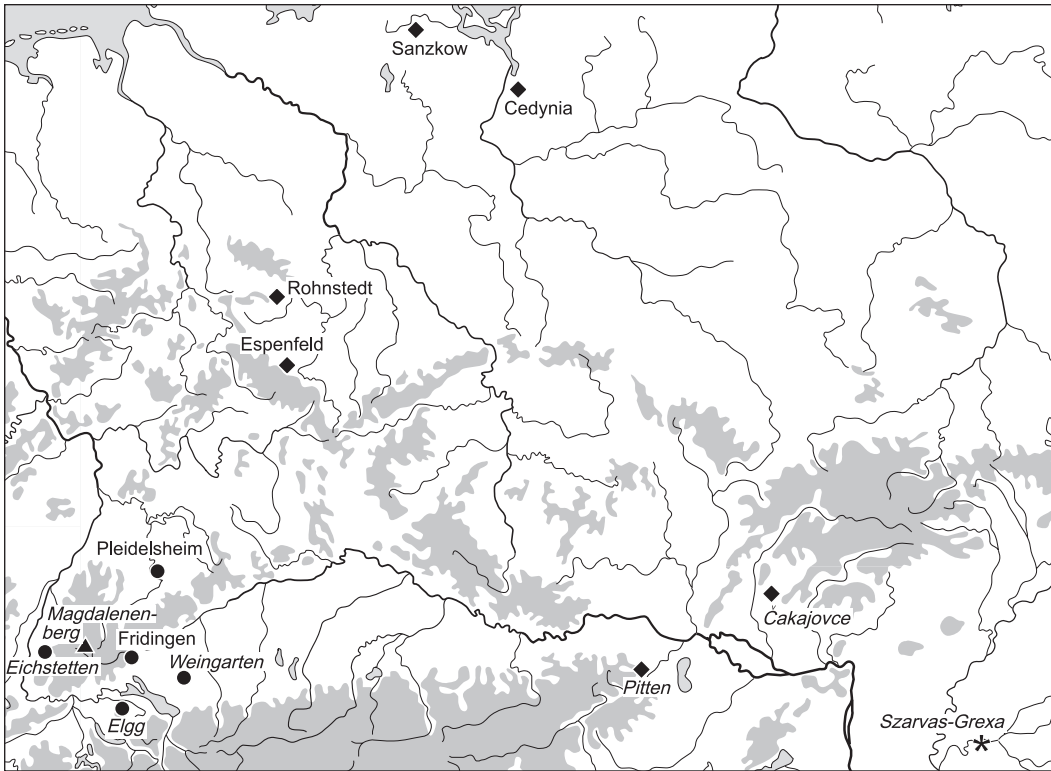 Sanzkow
Cedynia
Rohnstedt
Espenfeld
Pleidelsheim
Magdalenen-
berg
Fridingen
Eichstetten
Weingarten
Elgg
Čakajovce
Pitten
Szarvas-Grexa